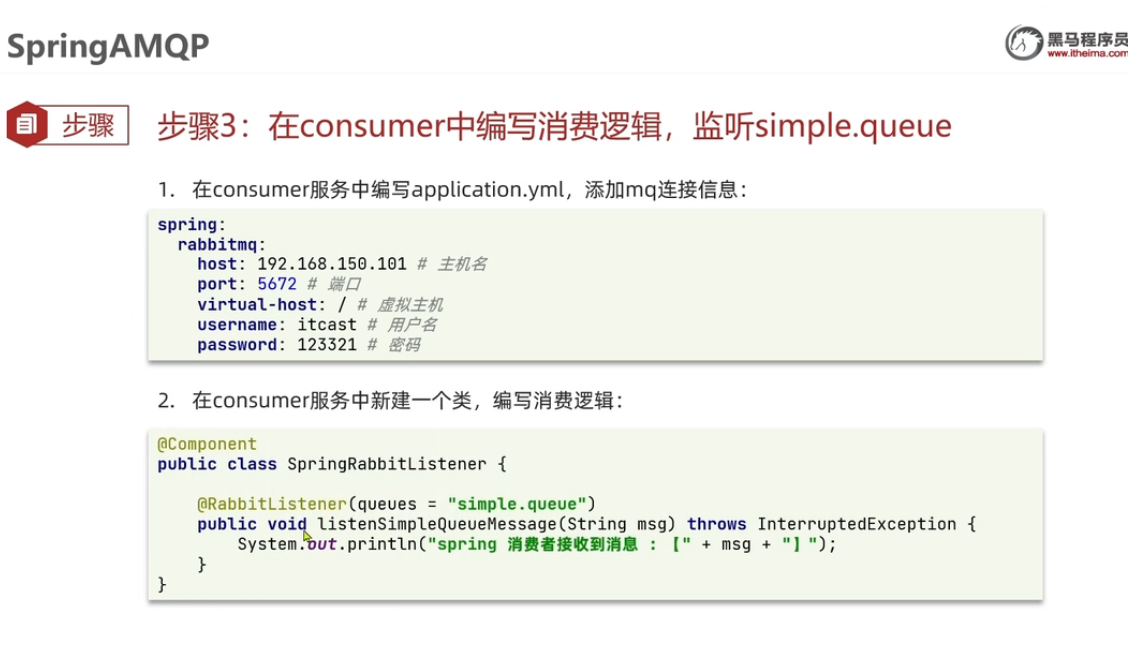 SpringAMQP
黑马程序员
www.itheima.com
步骤
步骤3：在consumer中编写消费逻辑，监听simple.queue
1. 在consumer服务中编写application.yml，添加mq连接信息：
spring:
  rabbitmq:
    host: 192.168.150.101 # 主机名
    port: 5672 # 端口
    virtual-host: / # 虚拟主机
    username: itcast # 用户名
    password: 123321 # 密码
2. 在consumer服务中新建一个类，编写消费逻辑：
@Component
public class SpringRabbitListener {
    @RabbitListener(queues = "simple.queue")
    public void listenSimpleQueueMessage(String msg) throws InterruptedException {
        System.out.println("spring 消费者接收到消息 : 【" + msg + "】");
    }
}